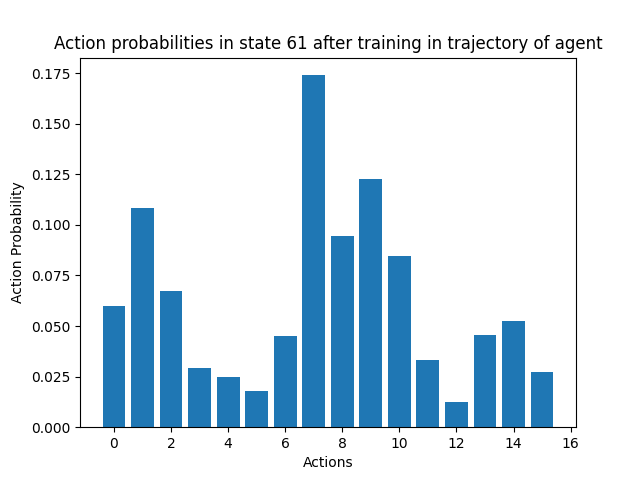 Action probabilities in state 61 after training in trajectory of agent
0.175
0.150
0.125
0.100
0.075
0.050
0.025
0.000
Action Probability
0 2 4 6 8 10 12 14 16
Actions